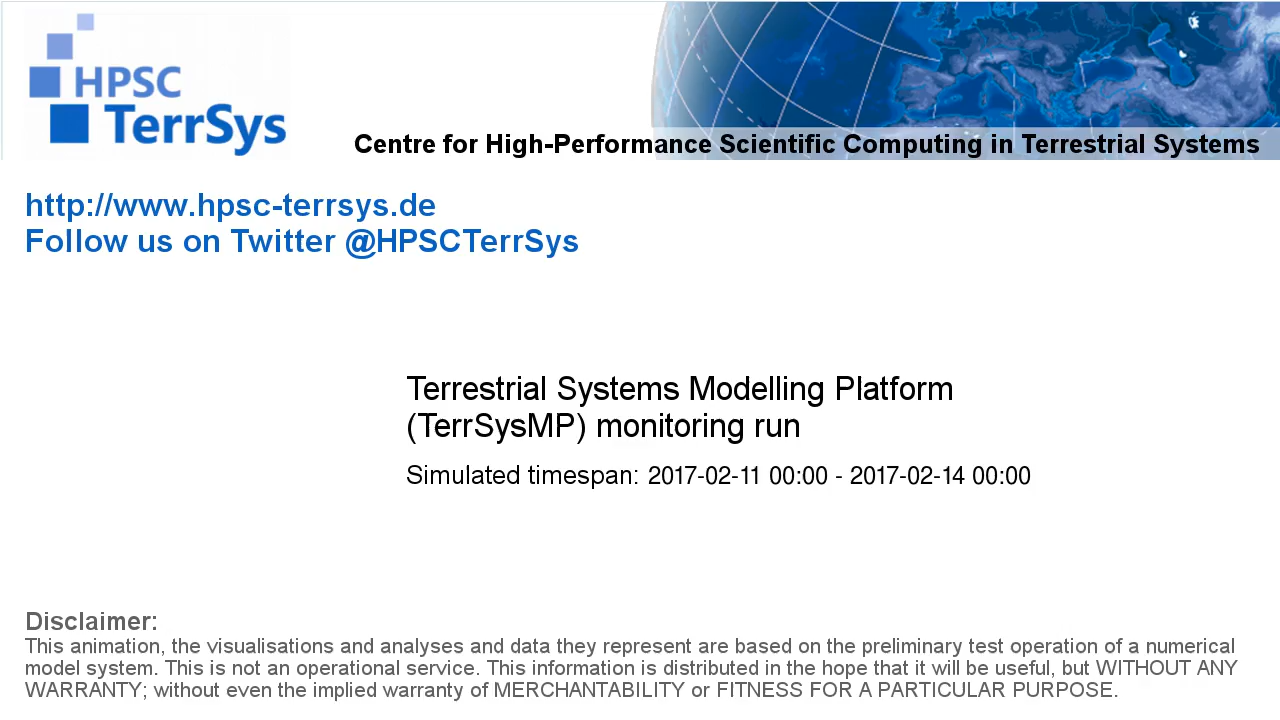 HPSC
TerrSys
Centre for High-Performance Scientific Computing in Terrestrial Systems
http://www.hpsc-terrsys.de
Follow us on Twitter @HPSCTerrSys
Terrestrial Systems Modelling Platform
(TerrSysMP) monitoring run
Simulated timespan: 2017-02-11 00:00 - 2017-02-14 00:00
Disclaimer:
This animation, the visualisations and analyses and data they represent are based on the preliminary test operation of a numerical
model system. This is not an operational service. This information is distributed in the hope that it will be useful, but WITHOUT ANY
WARRANTY; without even the implied warranty of MERCHANTABILITY or FITNESS FOR A PARTICULAR PURPOSE.